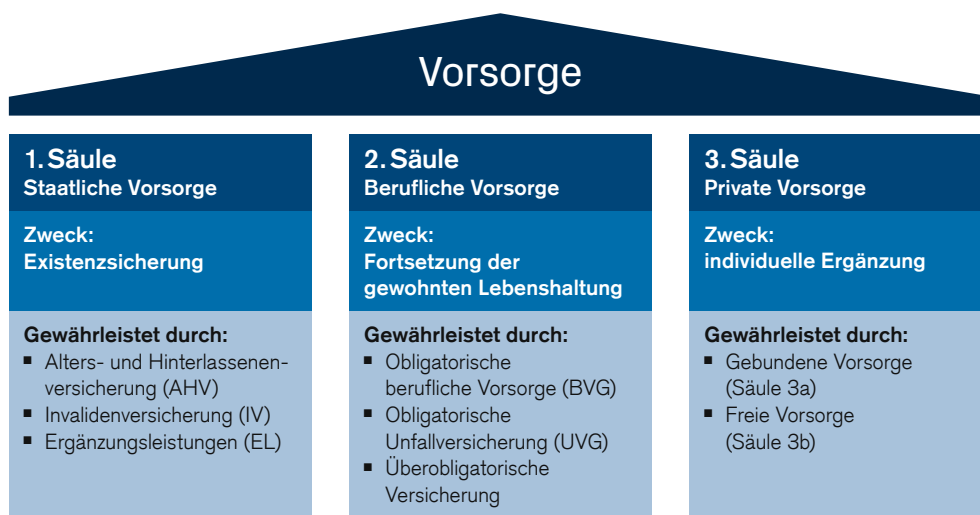 Vorsorge
1. Säule
Staatliche Vorsorge
Zweck:
Existenzsicherung
Gewährleistet durch:
▪ Alters- und Hinterlassenen-
versicherung (AHV)
▪ Invalidenversicherung (IV)
▪ Ergänzungsleistungen (EL)
2. Säule
Berufliche Vorsorge
Zweck:
Fortsetzung der
gewohnten Lebenshaltung
Gewährleistet durch:
▪ Obligatorische
berufliche Vorsorge (BVG)
▪ Obligatorische
Unfallversicherung (UVG)
▪ Überobligatorische
Versicherung
3. Säule
Private Vorsorge
Zweck:
individuelle Ergänzung
Gewährleistet durch:
▪ Gebundene Vorsorge
(Säule 3a)
▪ Freie Vorsorge
(Säule 3b)